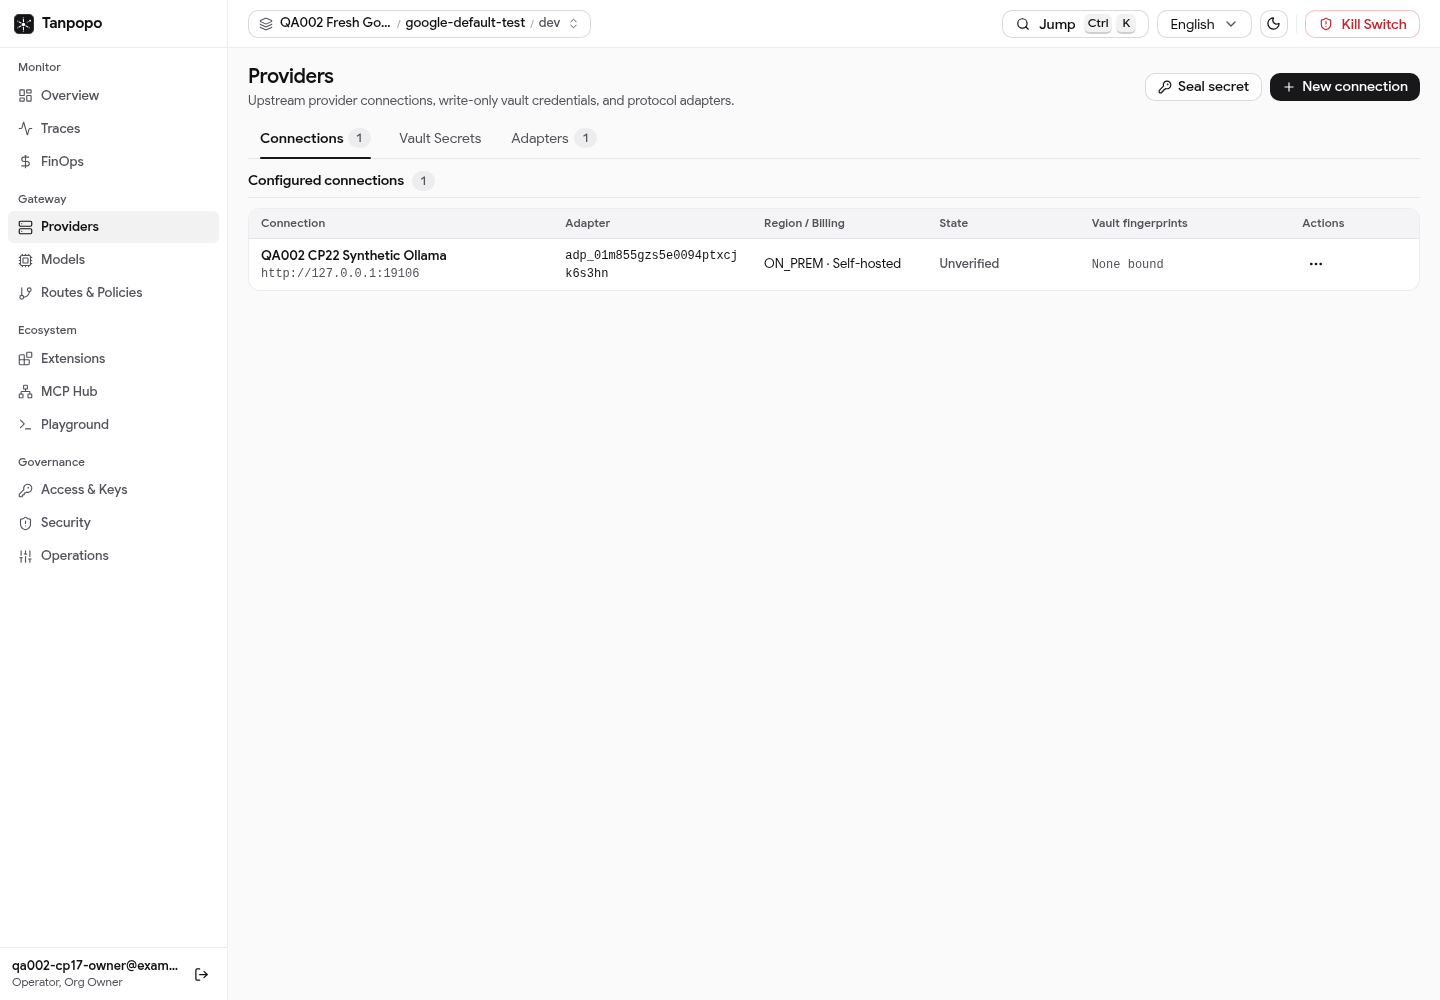 Tanpopo
QA002 Fresh Go... / google-default-test / dev
Jump Ctrl K
English
Kill Switch
Monitor
Overview
Traces
FinOps
Gateway
Providers
Models
Routes & Policies
Ecosystem
Extensions
MCP Hub
Playground
Governance
Access & Keys
Security
Operations
qa002-cp17-owner@exam...
Operator, Org Owner
Providers
Upstream provider connections, write-only vault credentials, and protocol adapters.
Seal secret
New connection
Connections 1
Vault Secrets
Adapters 1
Configured connections 1
Connection Adapter Region / Billing State Vault fingerprints Actions
QA002 CP22 Synthetic Ollama
http://127.0.0.1:19106
adp_01m855gzs5e0094ptxcj
k6s3hn
ON_PREM · Self-hosted
Unverified
None bound